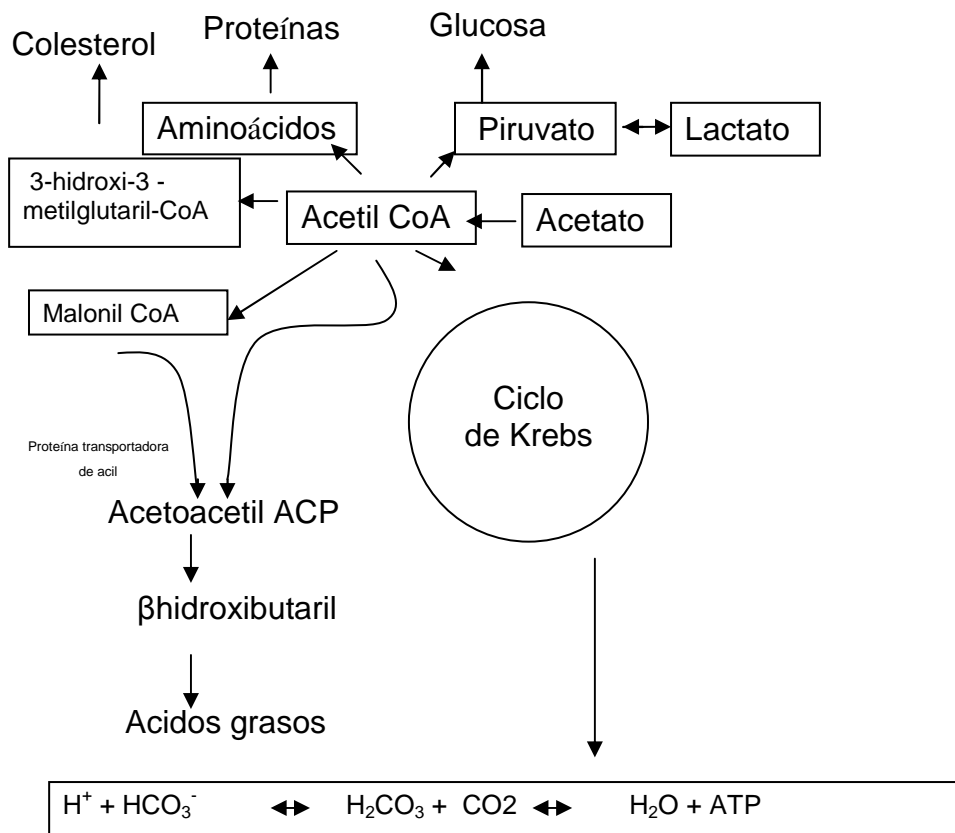 Colesterol
Proteínas
Glucosa
Aminoácidos
Piruvato
Lactato
3-hidroxi-3 -
metilglutaril-CoA
Acetil CoA
Acetato
Malonil CoA
Ciclo
de Krebs
Proteína transportadora
de acil
Acetoacetil ACP
βhidroxibutaril
Acidos grasos
H⁺ + HCO₃⁻ ↔ H₂CO₃ + CO2 ↔ H₂O + ATP